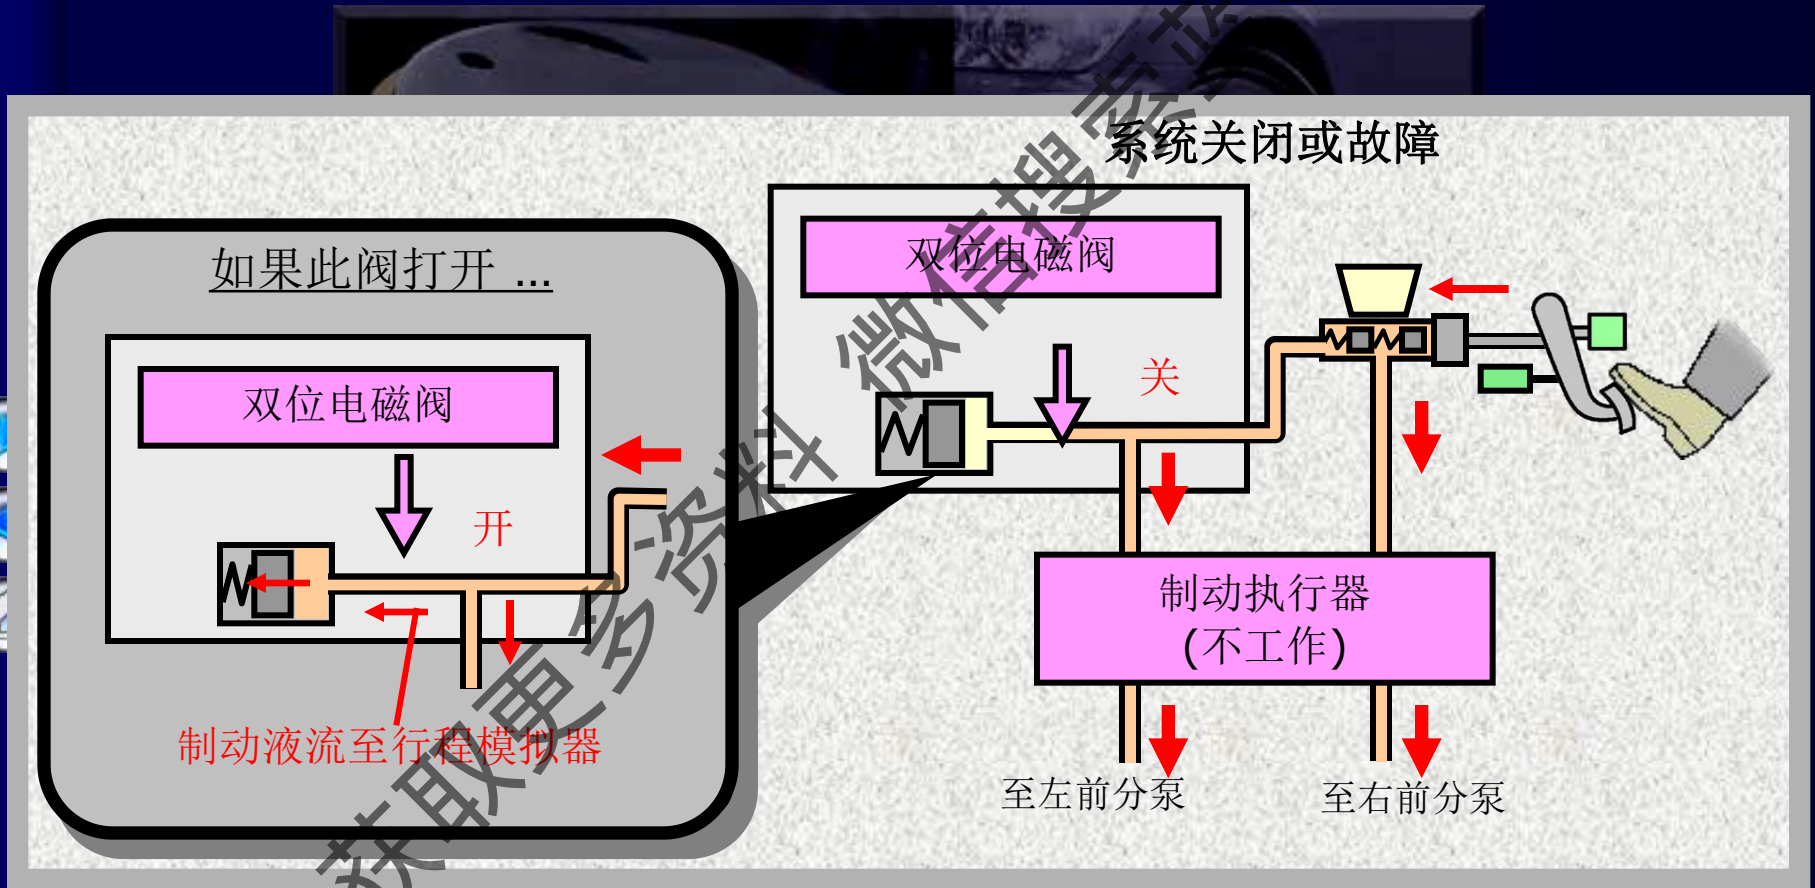 系统关闭或故障
如果此阀打开 ...
双位电磁阀
开
制动液流至行程模拟器
双位电磁阀
关
制动执行器
(不工作)
至左前分泵
至右前分泵
获取更多资料 微信搜索蓝